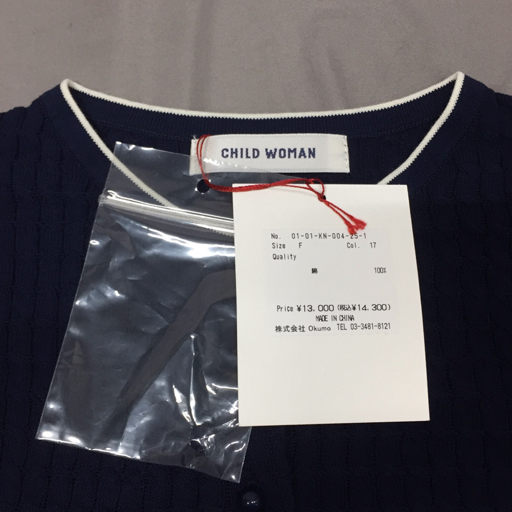 CHILD WOMAN
No. 01-01-KN-004-25-1
Size F Col. 17
Quality
綿 100%
Price ¥13,000(税込¥14,300)
MADE IN CHINA
株式会社 Okumo TEL 03-3481-8121